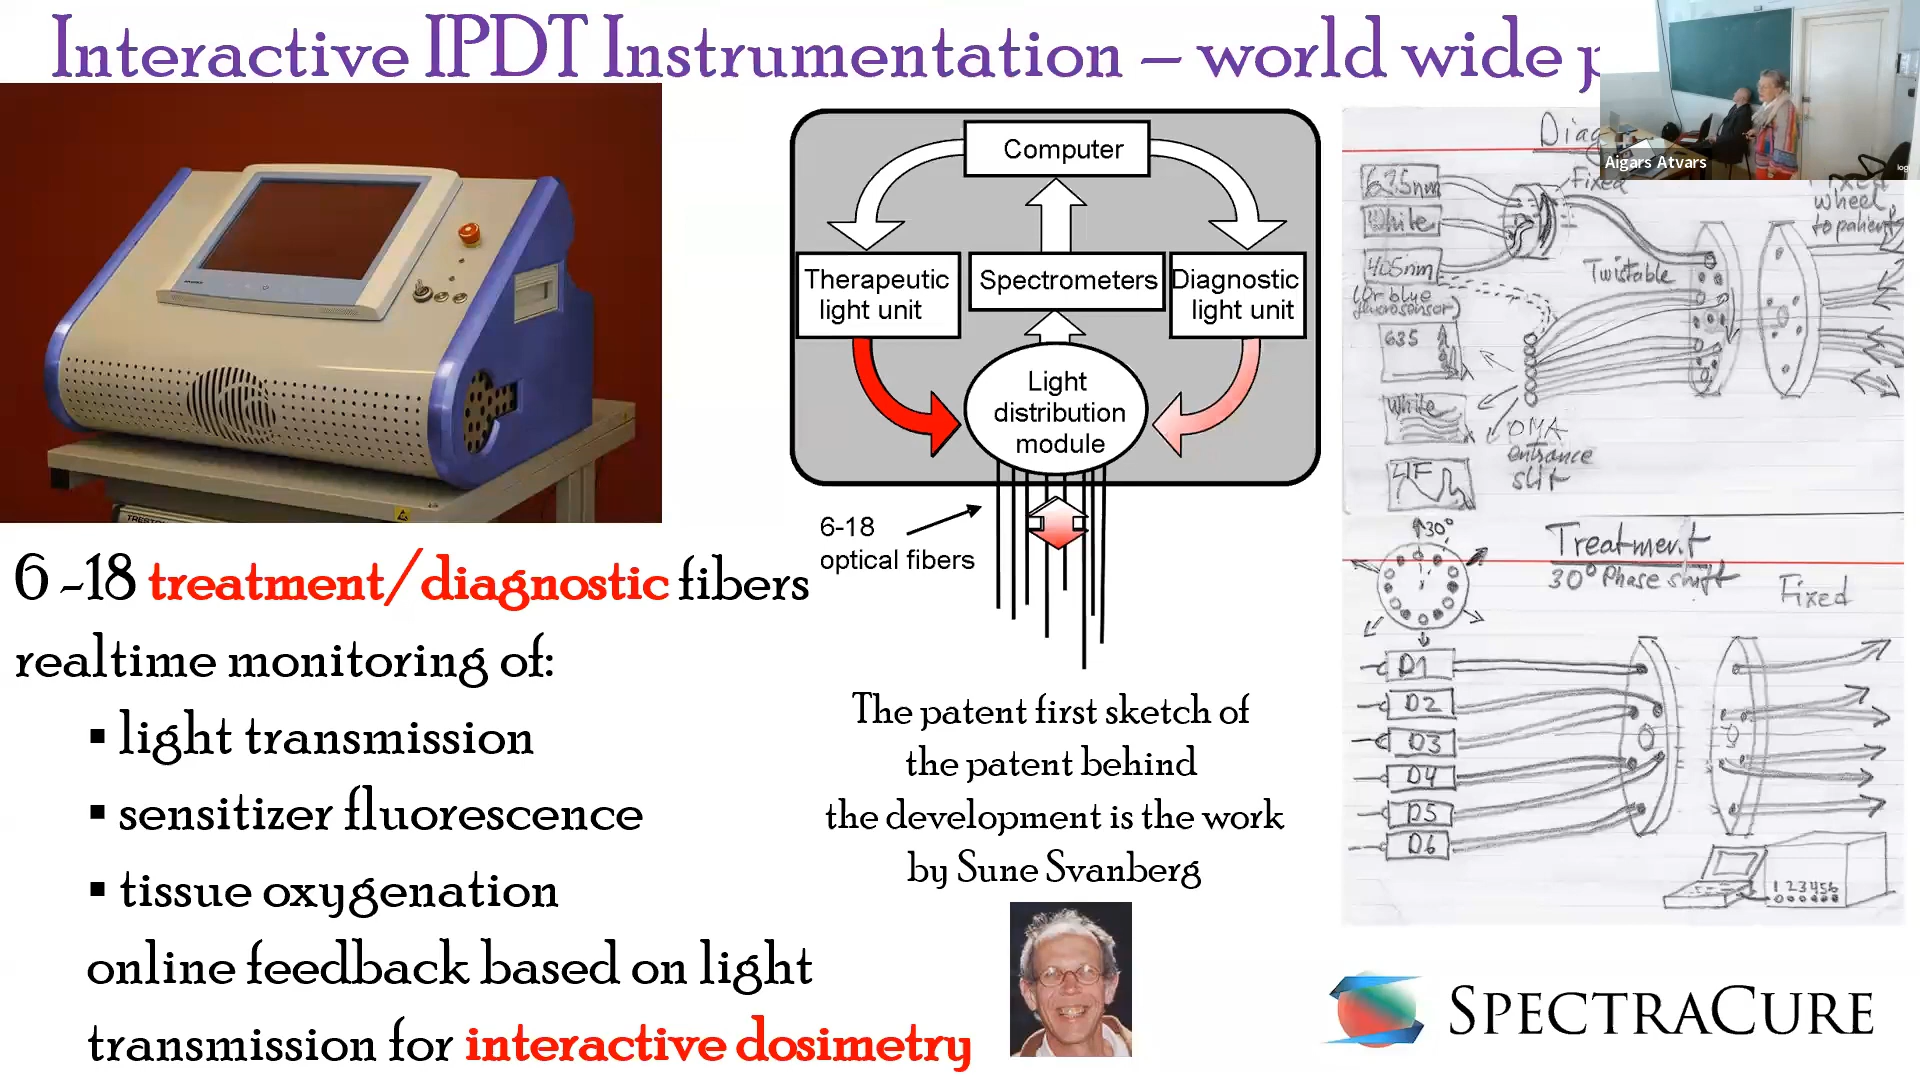 Interactive IPDT Instrumentation – world wide p
Aigars Atvars
Computer
Therapeutic
light unit
Spectrometers
Diagnostic
light unit
Light
distribution
module
6-18
optical fibers
6 -18 treatment/diagnostic fibers
realtime monitoring of:
▪ light transmission
▪ sensitizer fluorescence
▪ tissue oxygenation
online feedback based on light
transmission for interactive dosimetry
The patent first sketch of
the patent behind
the development is the work
by Sune Svanberg
Diag
635nm
White
405nm
(or blue
fluorosensor)
Fixed
Twistable
Fixed
wheel
to patient
635
White
LIF
OMA
entrance
slit
30°
Treatment
30° Phase shift
Fixed
D1
D2
D3
D4
D5
D6
1 2 3 4 5 6
SPECTRACURE